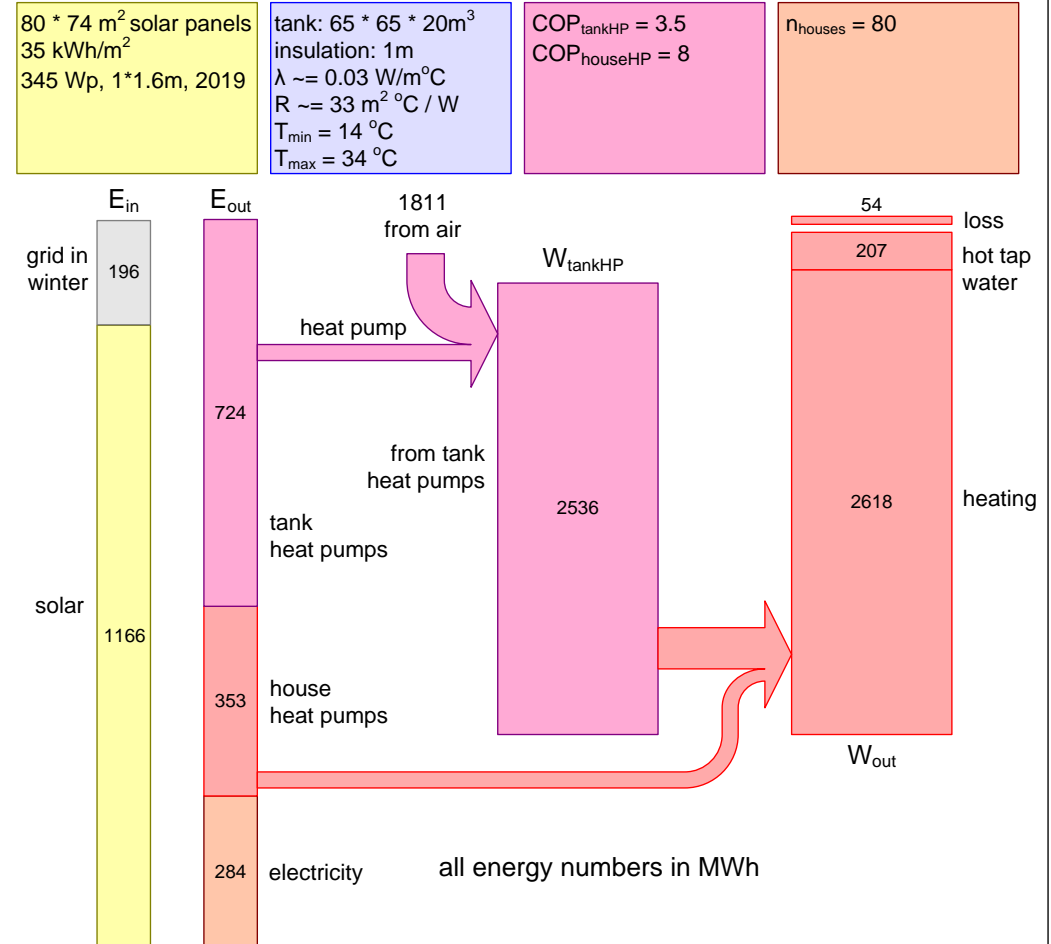 80 * 74 m² solar panels
35 kWh/m²
345 Wp, 1*1.6m, 2019
tank: 65 * 65 * 20m³
insulation: 1m
λ ~= 0.03 W/m°C
R ~= 33 m² °C / W
Tmin = 14 °C
Tmax = 34 °C
COPtankHP = 3.5
COPhouseHP = 8
nhouses = 80
Ein
Eout
1811
from air
WtankHP
54
loss
grid in
winter
196
207
hot tap
water
heat pump
724
from tank
heat pumps
2536
2618
heating
tank
heat pumps
solar
1166
353
house
heat pumps
Wout
284
electricity
all energy numbers in MWh